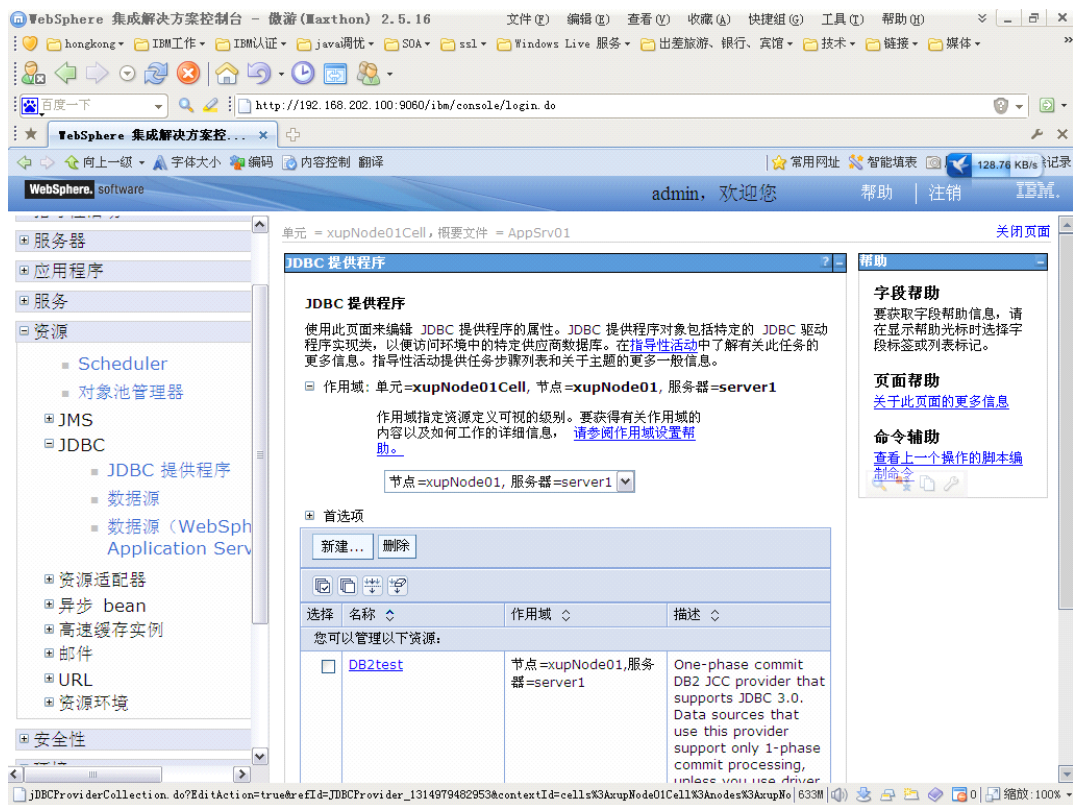 WebSphere 集成解决方案控制台 - 傲游(Maxthon) 2.5.16
文件(F) 编辑(E) 查看(V) 收藏(A) 快捷组(G) 工具(T) 帮助(H)
hongkong IBM工作 IBM认证 java调优 SOA ssl Windows Live 服务 出差旅游、银行、宾馆 技术 链接 媒体
百度一下 http://192.168.202.100:9060/ibm/console/login.do
WebSphere 集成解决方案控...
向上一级 字体大小 编码 内容控制 翻译 常用网址 智能填表 128.76 KB/s 记录
WebSphere. software admin, 欢迎您 帮助 注销 IBM.
服务器
应用程序
服务
资源
Scheduler
对象池管理器
JMS
JDBC
JDBC 提供程序
数据源
数据源（WebSph
Application Serv
资源适配器
异步 bean
高速缓存实例
邮件
URL
资源环境
安全性
单元 = xupNode01Cell，概要文件 = AppSrv01
关闭页面
JDBC 提供程序 ? -
JDBC 提供程序
使用此页面来编辑 JDBC 提供程序的属性。JDBC 提供程序对象包括特定的 JDBC 驱动
程序实现类，以便访问环境中的特定供应商数据库。在指导性活动中了解有关此任务的
更多信息。指导性活动提供任务步骤列表和关于主题的更多一般信息。
作用域: 单元=xupNode01Cell, 节点=xupNode01, 服务器=server1
作用域指定资源定义可视的级别。要获得有关作用域的
内容以及如何工作的详细信息， 请参阅作用域设置帮
助。
节点=xupNode01, 服务器=server1
首选项
新建... 删除
选择 名称 作用域 描述
您可以管理以下资源:
DB2test 节点=xupNode01,服务
器=server1
One-phase commit
DB2 JCC provider that
supports JDBC 3.0.
Data sources that
use this provider
support only 1-phase
commit processing,
unless you use driver
帮助
字段帮助
要获取字段帮助信息，请
在显示帮助光标时选择字
段标签或列表标记。
页面帮助
关于此页面的更多信息
命令辅助
查看上一个操作的脚本编
制命令
jDBCProviderCollection.do?EditAction=true&refId=JDBCProvider_1314979482953&contextId=cells%3AxupNode01Cell%3Anodes%3AxupNo 633M 0 缩放:100%